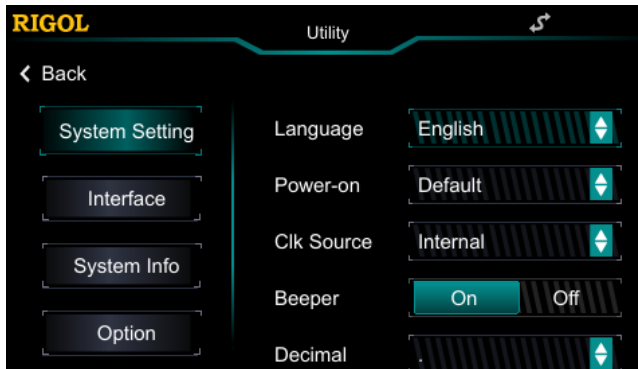 RIGOL
Utility
Back
System Setting
Interface
System Info
Option
Language English
Power-on Default
Clk Source Internal
Beeper On Off
Decimal .